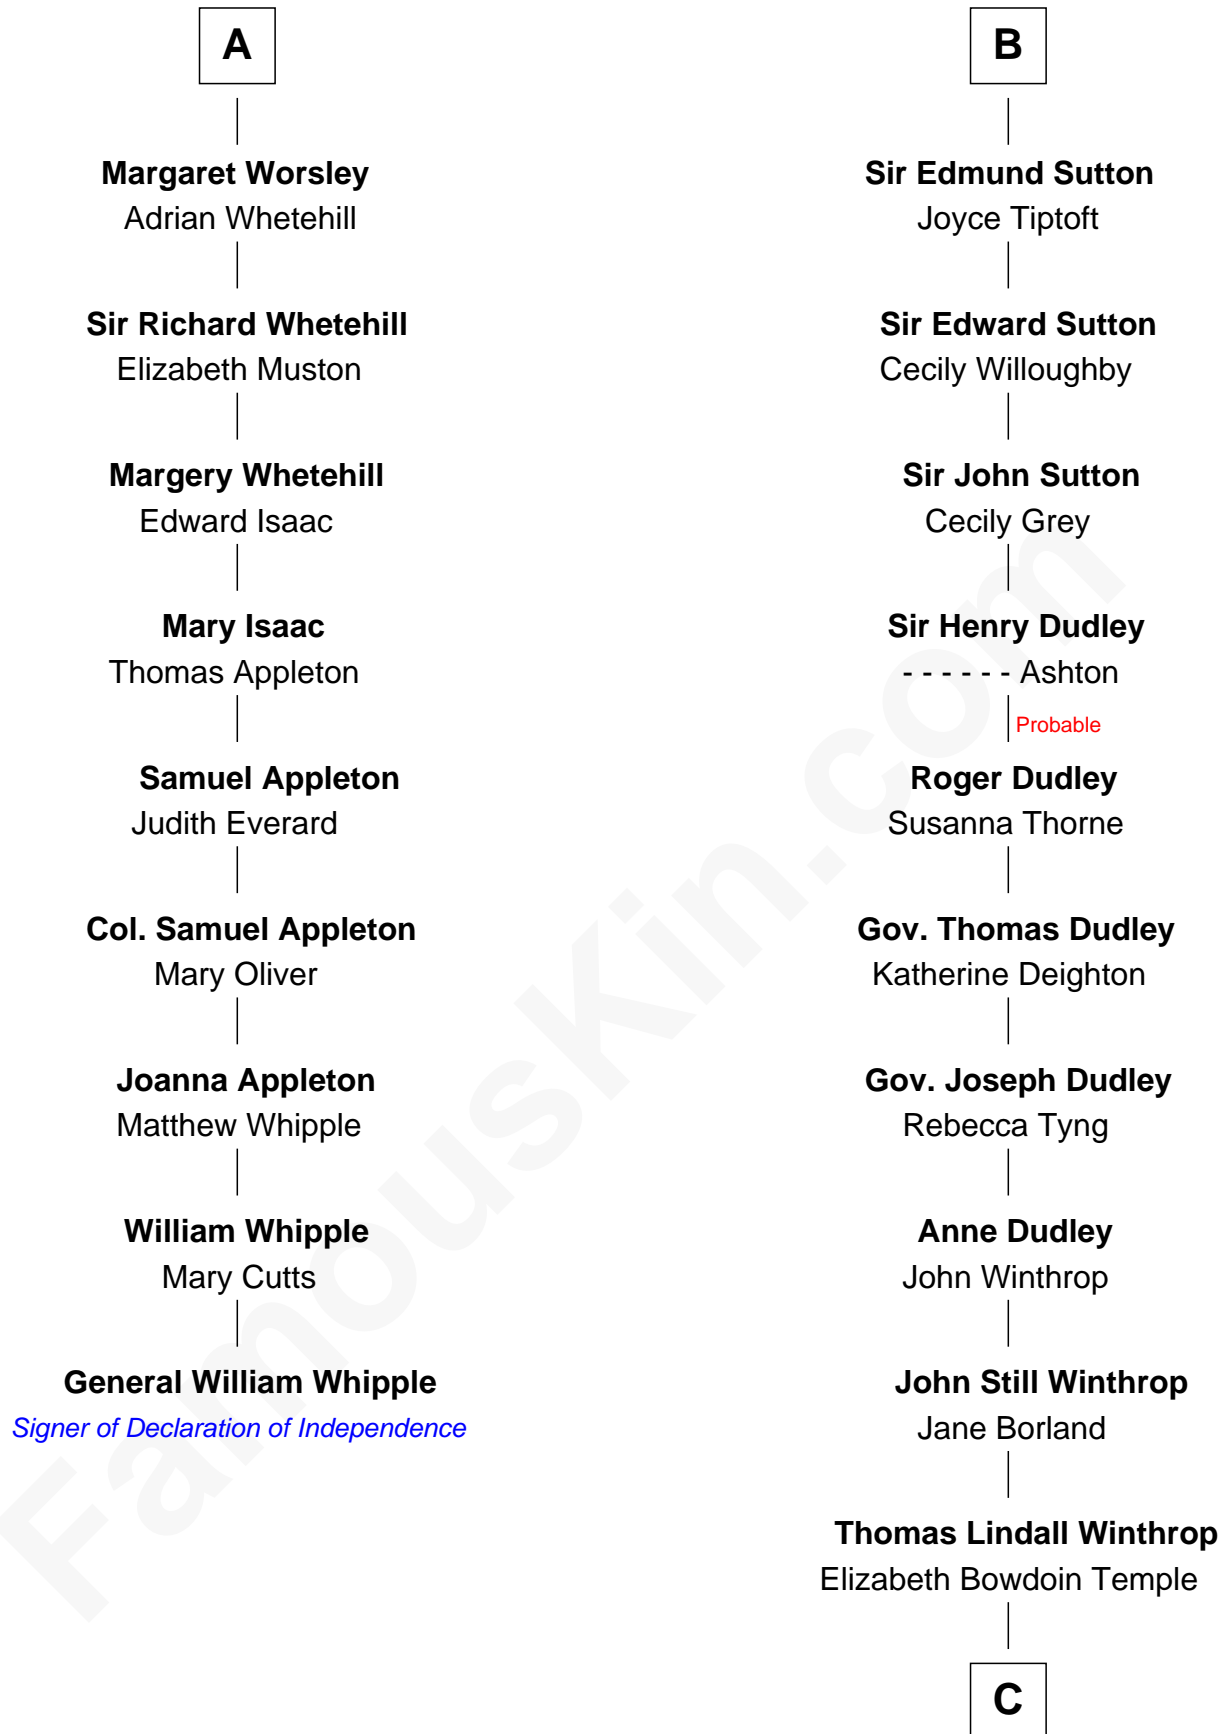 A
Margaret Worsley
Adrian Whetehill
Sir Richard Whetehill
Elizabeth Muston
Margery Whetehill
Edward Isaac
Mary Isaac
Thomas Appleton
Samuel Appleton
Judith Everard
Col. Samuel Appleton
Mary Oliver
Joanna Appleton
Matthew Whipple
William Whipple
Mary Cutts
General William Whipple
Signer of Declaration of Independence
B
Sir Edmund Sutton
Joyce Tiptoft
Sir Edward Sutton
Cecily Willoughby
Sir John Sutton
Cecily Grey
Sir Henry Dudley
- - - - - - Ashton
Probable
Roger Dudley
Susanna Thorne
Gov. Thomas Dudley
Katherine Deighton
Gov. Joseph Dudley
Rebecca Tyng
Anne Dudley
John Winthrop
John Still Winthrop
Jane Borland
Thomas Lindall Winthrop
Elizabeth Bowdoin Temple
C
FamousKin.com